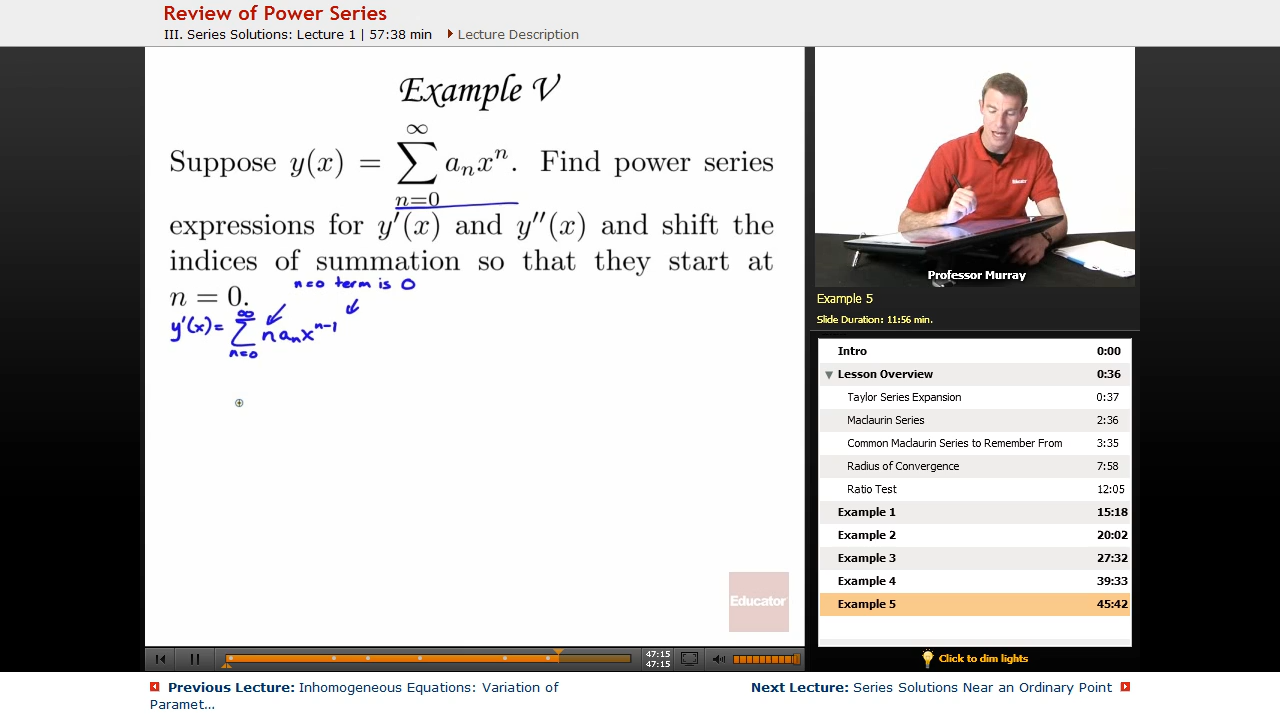 Review of Power Series
III. Series Solutions: Lecture 1 | 57:38 min Lecture Description
Example V
Suppose y(x) = ∑_{n=0}^{∞} a_n x^n. Find power series
expressions for y′(x) and y″(x) and shift the
indices of summation so that they start at
n = 0.
n=0 term is 0
y'(x) = ∑_{n=0}^{∞} n a_n x^{n-1}
Educator
Professor Murray
Example 5
Slide Duration: 11:56 min.
Intro 0:00
Lesson Overview 0:36
Taylor Series Expansion 0:37
Maclaurin Series 2:36
Common Maclaurin Series to Remember From 3:35
Radius of Convergence 7:58
Ratio Test 12:05
Example 1 15:18
Example 2 20:02
Example 3 27:32
Example 4 39:33
Example 5 45:42
47:15
47:15
Click to dim lights
Previous Lecture: Inhomogeneous Equations: Variation of
Paramet...
Next Lecture: Series Solutions Near an Ordinary Point